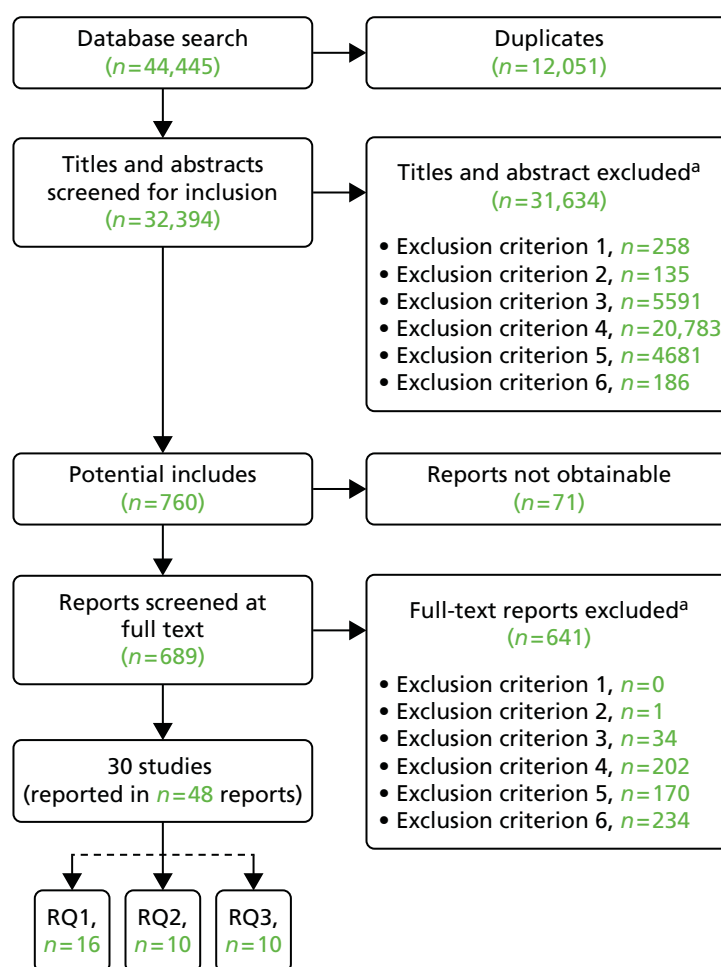 Database search
(n=44,445)
Duplicates
(n=12,051)
Titles and abstracts
screened for inclusion
(n=32,394)
Titles and abstract excludedª
(n=31,634)
• Exclusion criterion 1, n=258
• Exclusion criterion 2, n=135
• Exclusion criterion 3, n=5591
• Exclusion criterion 4, n=20,783
• Exclusion criterion 5, n=4681
• Exclusion criterion 6, n=186
Potential includes
(n=760)
Reports not obtainable
(n=71)
Reports screened at
full text
(n=689)
Full-text reports excludedª
(n=641)
• Exclusion criterion 1, n=0
• Exclusion criterion 2, n=1
• Exclusion criterion 3, n=34
• Exclusion criterion 4, n=202
• Exclusion criterion 5, n=170
• Exclusion criterion 6, n=234
30 studies
(reported in n=48 reports)
RQ1,
n=16
RQ2,
n=10
RQ3,
n=10